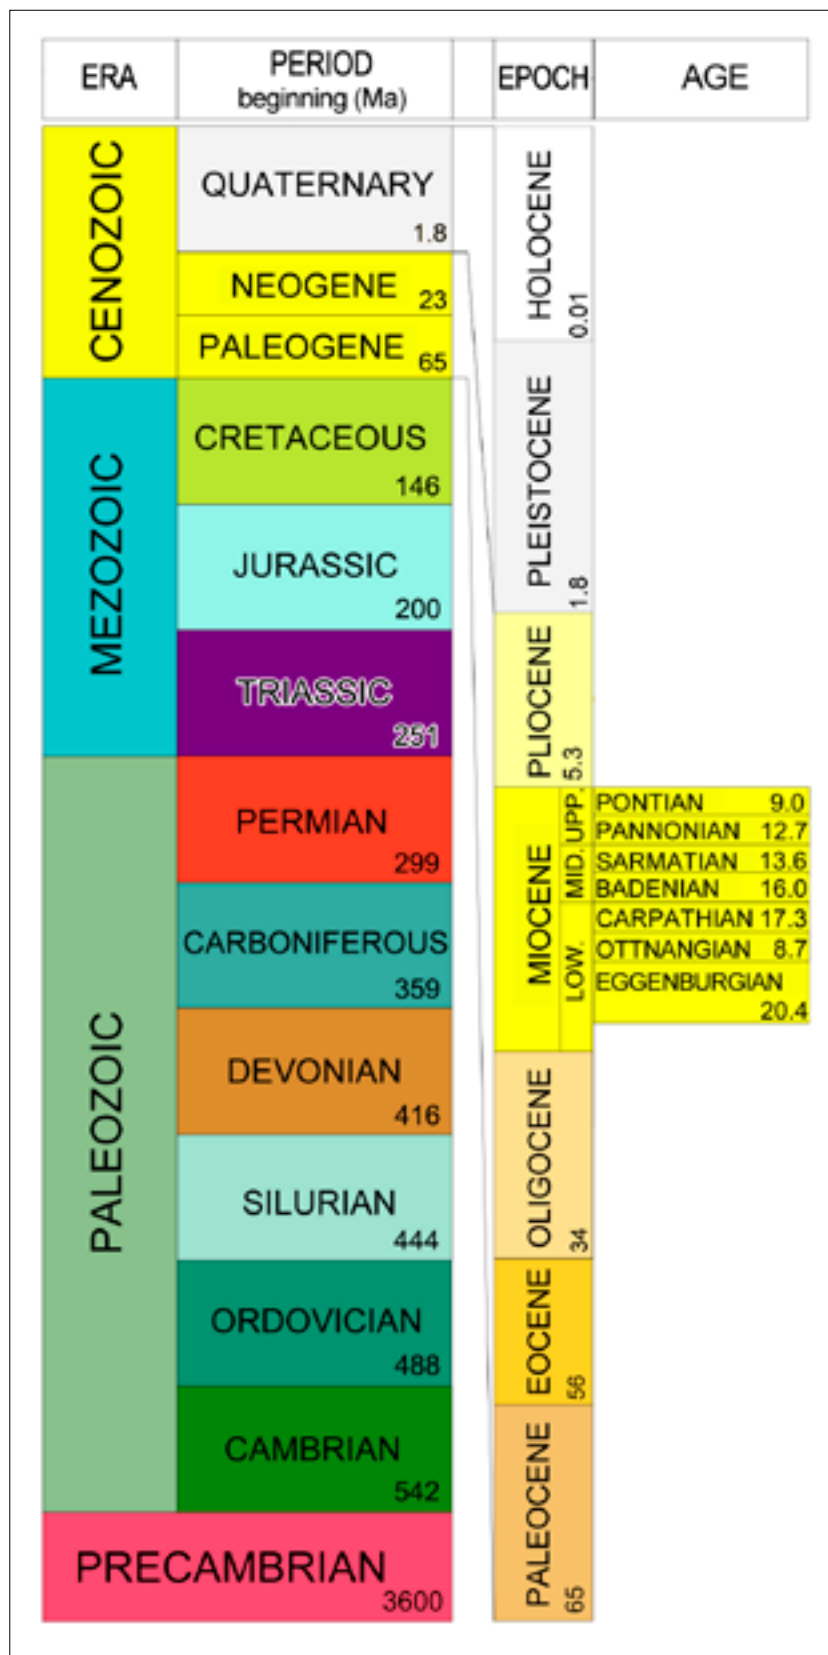 ERA
PERIOD
beginning (Ma)
EPOCH
AGE
CENOZOIC
QUATERNARY
1.8
NEOGENE
23
PALEOGENE
65
MEZOZOIC
CRETACEOUS
146
JURASSIC
200
TRIASSIC
251
PALEOZOIC
PERMIAN
299
CARBONIFEROUS
359
DEVONIAN
416
SILURIAN
444
ORDOVICIAN
488
CAMBRIAN
542
PRECAMBRIAN
3600
HOLOCENE
0.01
PLEISTOCENE
1.8
PLIOCENE
5.3
MIOCENE
UPP.
MID.
LOW.
PONTIAN 9.0
PANNONIAN 12.7
SARMATIAN 13.6
BADENIAN 16.0
CARPATHIAN 17.3
OTTNANGIAN 8.7
EGGENBURGIAN
20.4
OLIGOCENE
34
EOCENE
56
PALEOCENE
65